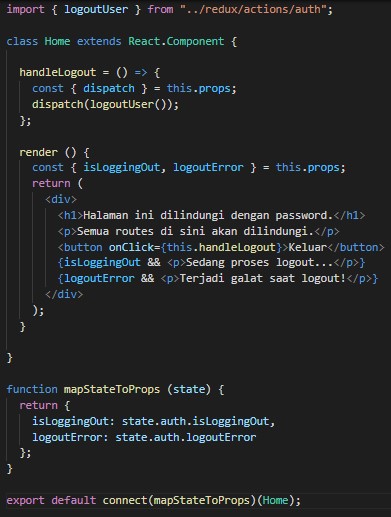 import { logoutUser } from "../redux/actions/auth";
class Home extends React.Component {
handleLogout = () => {
const { dispatch } = this.props;
dispatch(logoutUser());
};
render () {
const { isLoggingOut, logoutError } = this.props;
return (
<div>
<h1>Halaman ini dilindungi dengan password.</h1>
<p>Semua routes di sini akan dilindungi.</p>
<button onClick={this.handleLogout}>Keluar</button>
{isLoggingOut && <p>Sedang proses logout...</p>}
{logoutError && <p>Terjadi galat saat logout!</p>}
</div>
);
}
}
function mapStateToProps (state) {
return {
isLoggingOut: state.auth.isLoggingOut,
logoutError: state.auth.logoutError
};
}
export default connect(mapStateToProps)(Home);